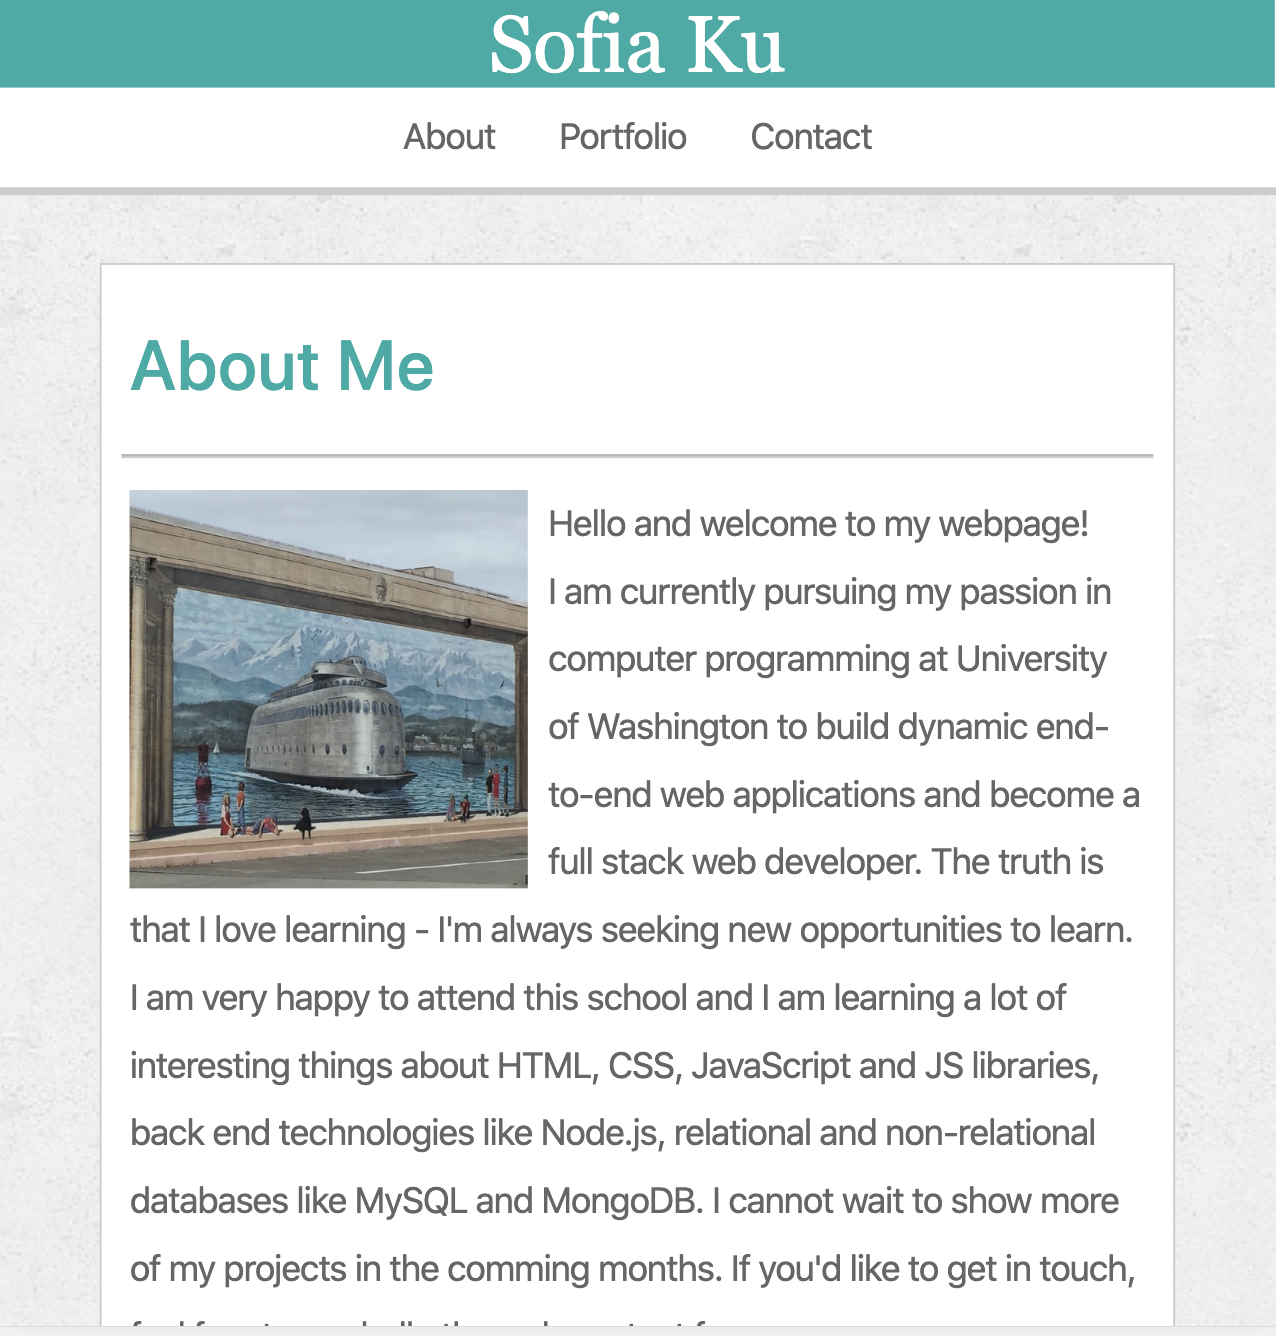 Sofia Ku
About Portfolio Contact
About Me
Hello and welcome to my webpage!
I am currently pursuing my passion in
computer programming at University
of Washington to build dynamic end-
to-end web applications and become a
full stack web developer. The truth is
that I love learning - I'm always seeking new opportunities to learn.
I am very happy to attend this school and I am learning a lot of
interesting things about HTML, CSS, JavaScript and JS libraries,
back end technologies like Node.js, relational and non-relational
databases like MySQL and MongoDB. I cannot wait to show more
of my projects in the comming months. If you'd like to get in touch,